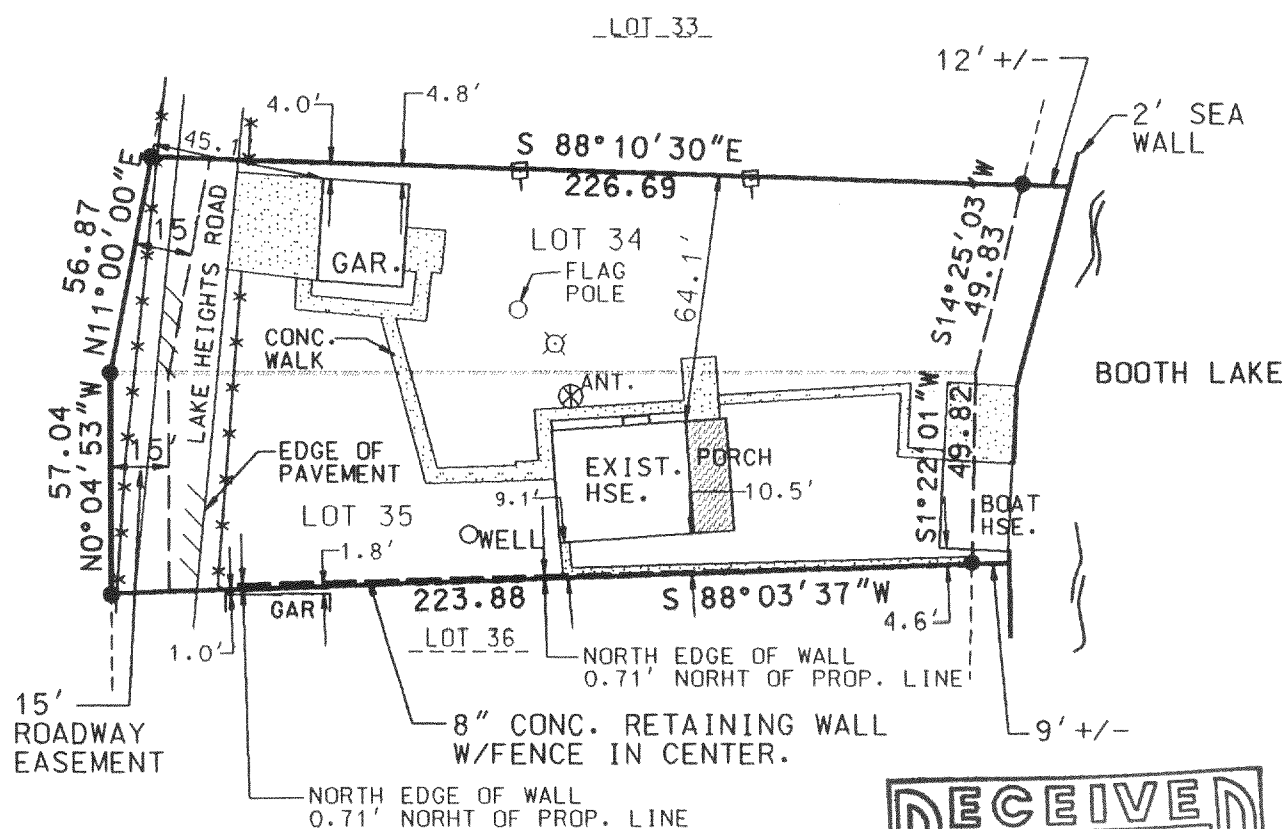 LOT 33
12'+/-
2' SEA
WALL
4.0'
4.8'
45.1
S 88°10'30"E
226.69
56.87
N11°00'00"E
15'
LAKE HEIGHTS ROAD
GAR.
LOT 34
FLAG
POLE
64.1'
S14°25'03"W
49.83
CONC.
WALK
ANT.
BOOTH LAKE
57.04
N0°04'53"W
15'
EDGE OF
PAVEMENT
EXIST.
HSE.
PORCH
9.1'
10.5'
S1°22'01"W
49.82
BOAT
HSE.
LOT 35
WELL
1.8'
GAR
223.88
S 88°03'37"W
4.6'
1.0'
LOT 36
NORTH EDGE OF WALL
0.71' NORHT OF PROP. LINE
15'
ROADWAY
EASEMENT
8" CONC. RETAINING WALL
W/FENCE IN CENTER.
9'+/-
NORTH EDGE OF WALL
0.71' NORHT OF PROP. LINE